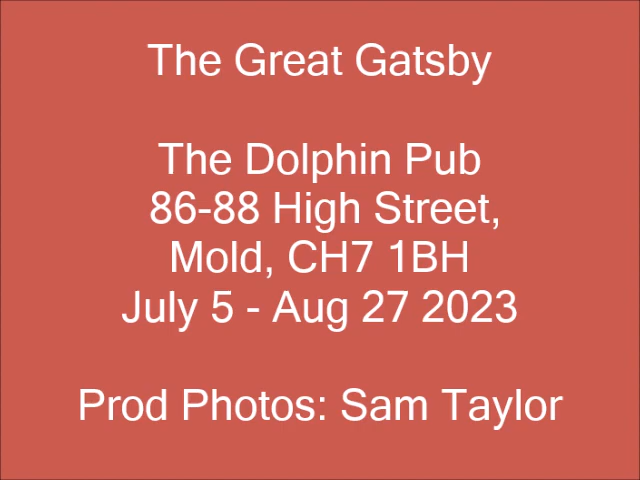 The Great Gatsby
The Dolphin Pub
86-88 High Street,
Mold, CH7 1BH
July 5 - Aug 27 2023
Prod Photos: Sam Taylor